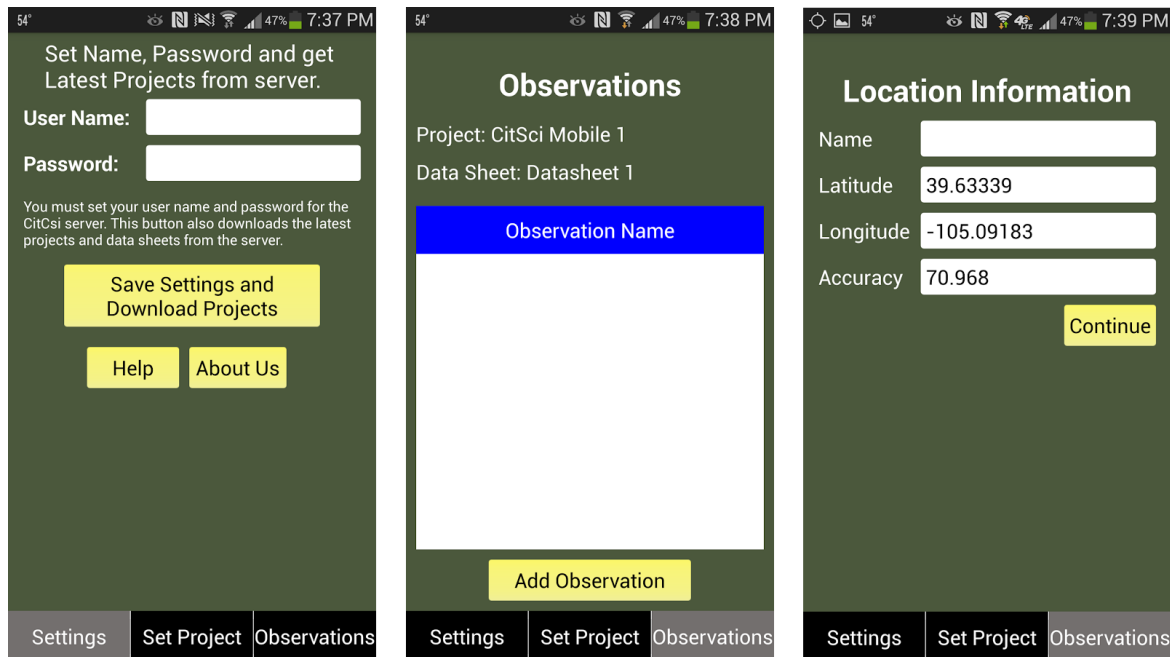 54° 47% 7:37 PM
Set Name, Password and get
Latest Projects from server.
User Name:
Password:
You must set your user name and password for the
CitCsi server. This button also downloads the latest
projects and data sheets from the server.
Save Settings and
Download Projects
Help About Us
Settings Set Project Observations
54° 47% 7:38 PM
Observations
Project: CitSci Mobile 1
Data Sheet: Datasheet 1
Observation Name
Add Observation
Settings Set Project Observations
54° 4G LTE 47% 7:39 PM
Location Information
Name
Latitude 39.63339
Longitude -105.09183
Accuracy 70.968
Continue
Settings Set Project Observations